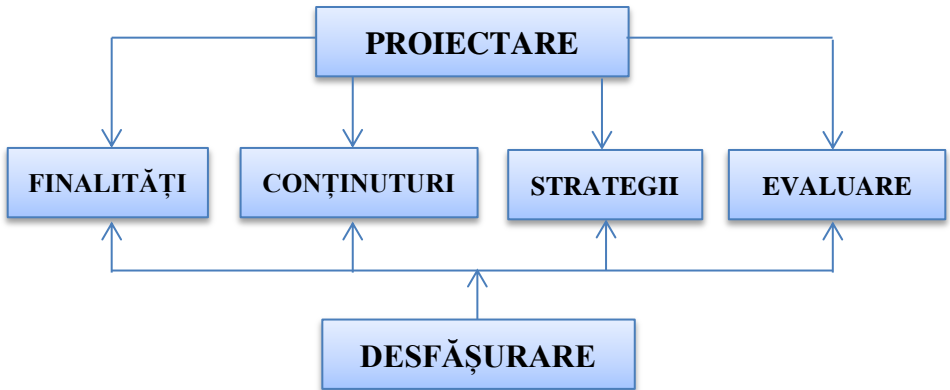 PROIECTARE
FINALITĂȚI
CONȚINUTURI
STRATEGII
EVALUARE
DESFĂȘURARE